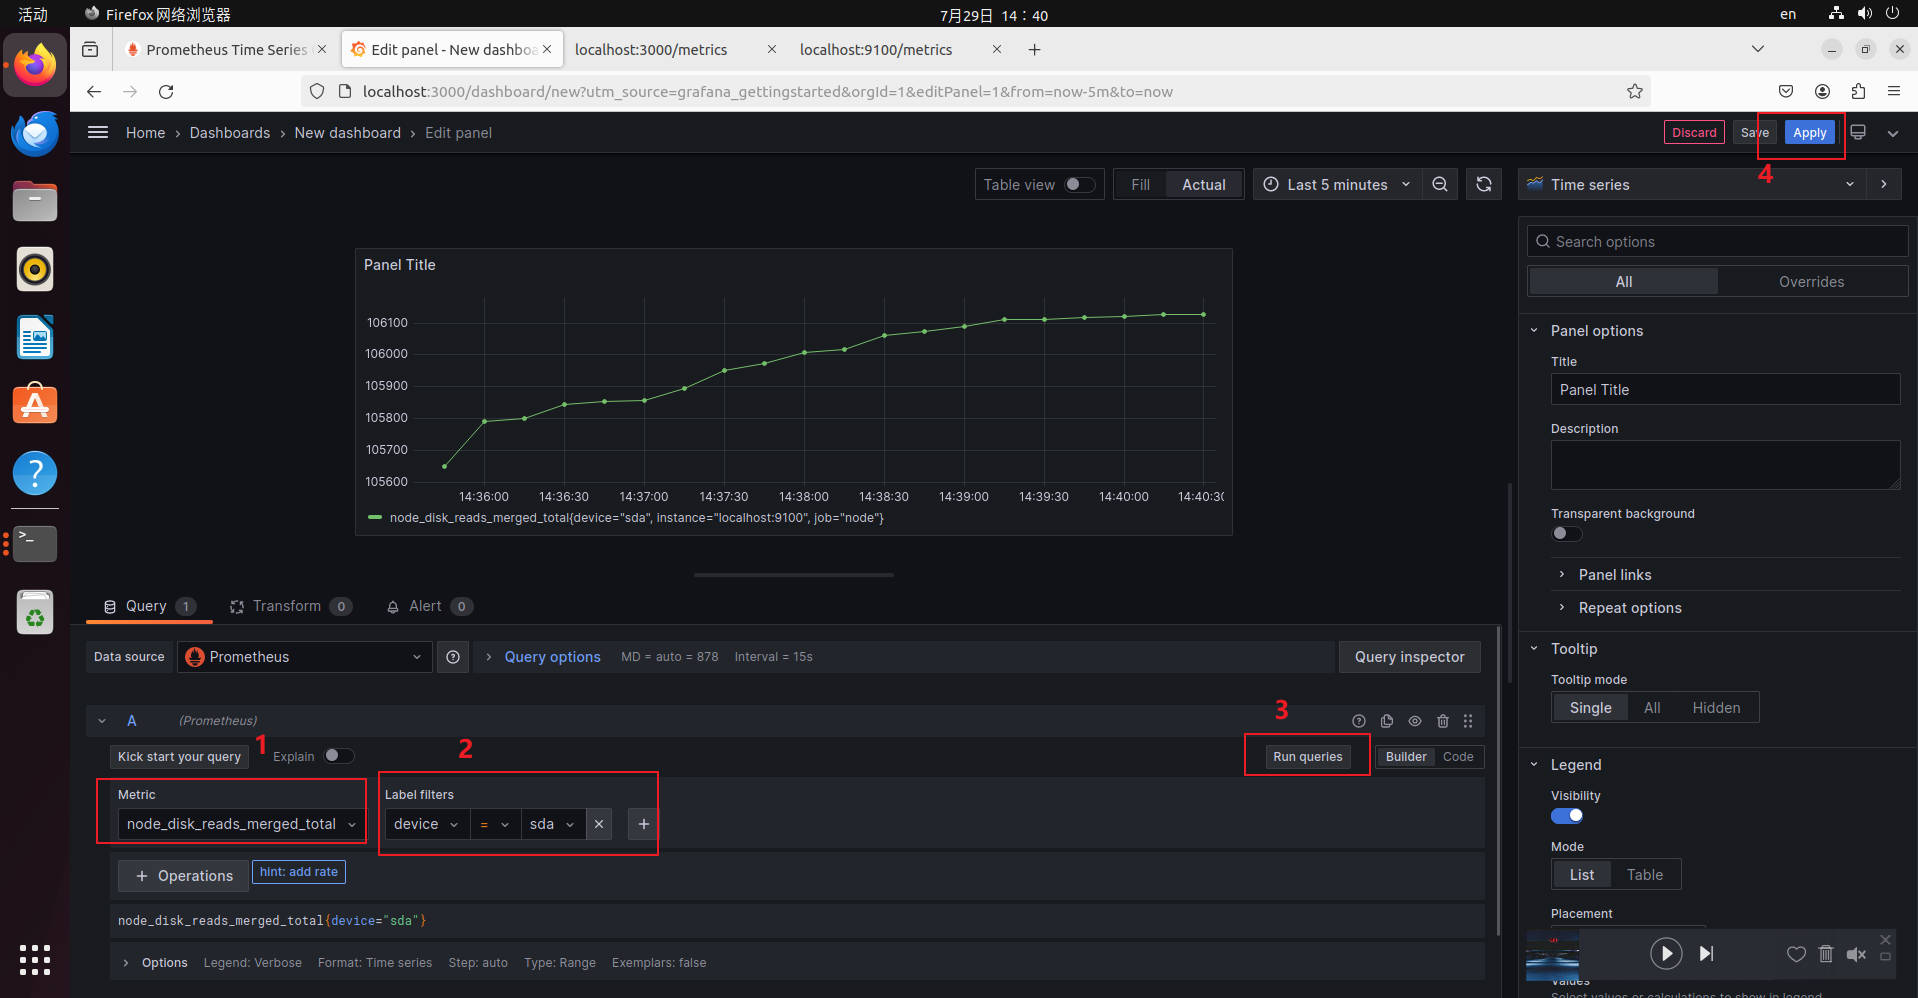 活动
Firefox 网络浏览器
7月29日 14：40
en
Prometheus Time Series
Edit panel - New dashboa
localhost:3000/metrics
localhost:9100/metrics
localhost:3000/dashboard/new?utm_source=grafana_gettingstarted&orgId=1&editPanel=1&from=now-5m&to=now
Home › Dashboards › New dashboard › Edit panel
Discard
Save
Apply
4
Table view
Fill
Actual
Last 5 minutes
Time series
Search options
All
Overrides
Panel Title
106100
106000
105900
105800
105700
105600
14:36:00 14:36:30 14:37:00 14:37:30 14:38:00 14:38:30 14:39:00 14:39:30 14:40:00 14:40:30
node_disk_reads_merged_total{device="sda", instance="localhost:9100", job="node"}
Panel options
Title
Panel Title
Description
Transparent background
Panel links
Repeat options
Tooltip
Tooltip mode
Single
All
Hidden
Legend
Visibility
Mode
List
Table
Placement
Values
Select values or calculations to show in legend
Query 1
Transform 0
Alert 0
Data source
Prometheus
Query options
MD = auto = 878
Interval = 15s
Query inspector
A
(Prometheus)
Kick start your query
1
Explain
2
3
Run queries
Builder
Code
Metric
node_disk_reads_merged_total
Label filters
device
=
sda
+
+ Operations
hint: add rate
node_disk_reads_merged_total{device="sda"}
Options
Legend: Verbose
Format: Time series
Step: auto
Type: Range
Exemplars: false